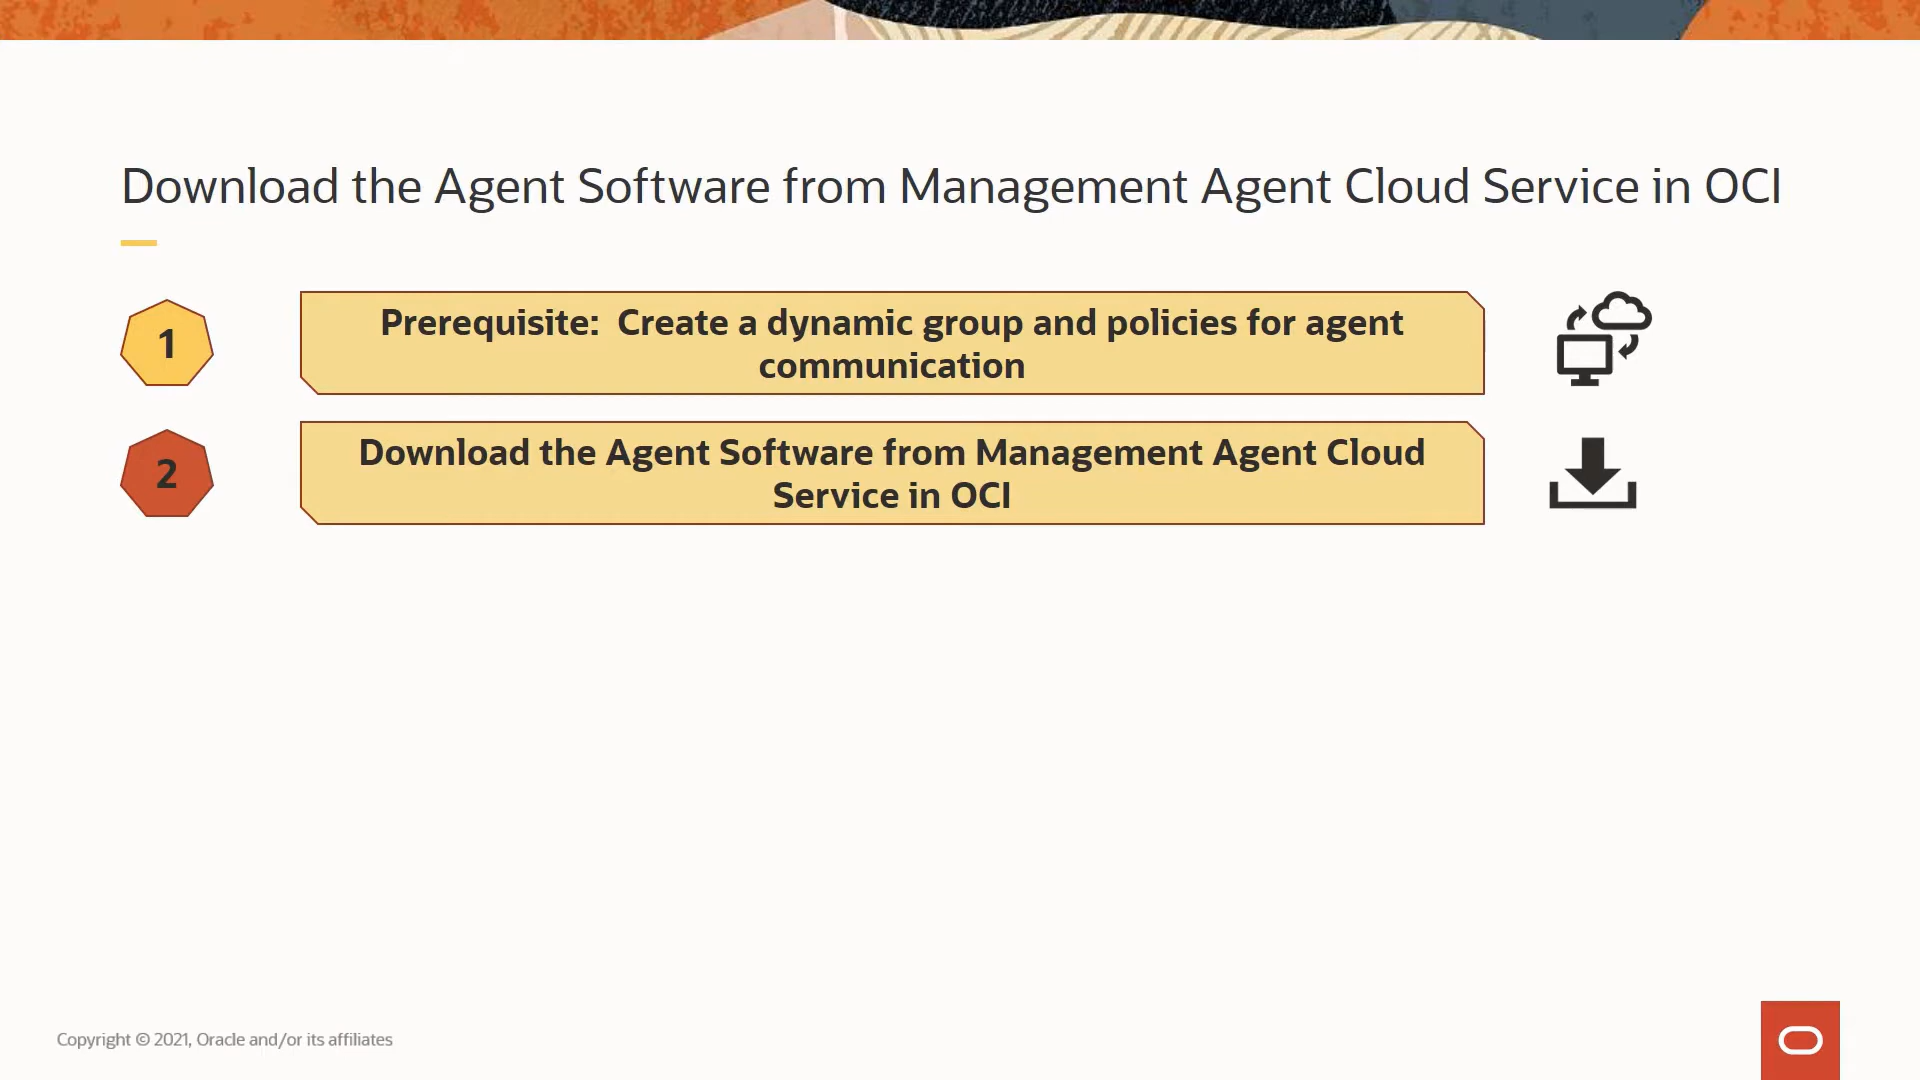 Download the Agent Software from Management Agent Cloud Service in OCI
1
Prerequisite:  Create a dynamic group and policies for agent
communication
2
Download the Agent Software from Management Agent Cloud
Service in OCI
Copyright © 2021, Oracle and/or its affiliates